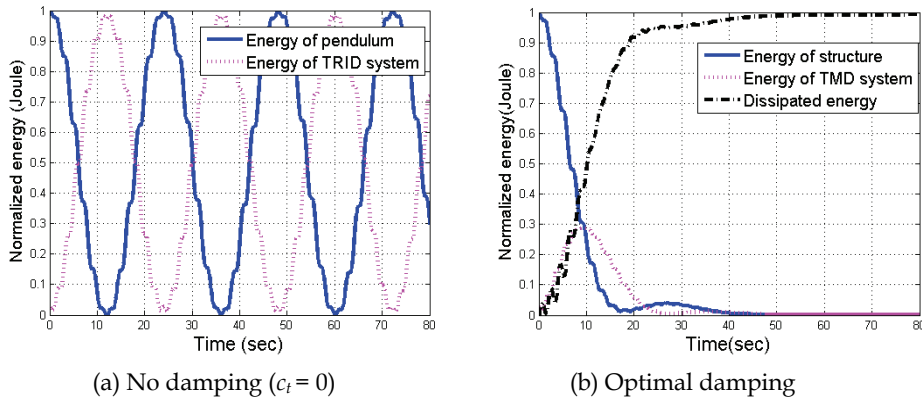 Normalized energy (Joule)
1
0.9
0.8
0.7
0.6
0.5
0.4
0.3
0.2
0.1
0
0 10 20 30 40 50 60 70 80
Time (sec)
Energy of pendulum
Energy of TRID system
(a) No damping (cₜ = 0)
Normalized energy(Joule)
1
0.9
0.8
0.7
0.6
0.5
0.4
0.3
0.2
0.1
0
0 10 20 30 40 50 60 70 80
Time(sec)
Energy of structure
Energy of TMD system
Dissipated energy
(b) Optimal damping